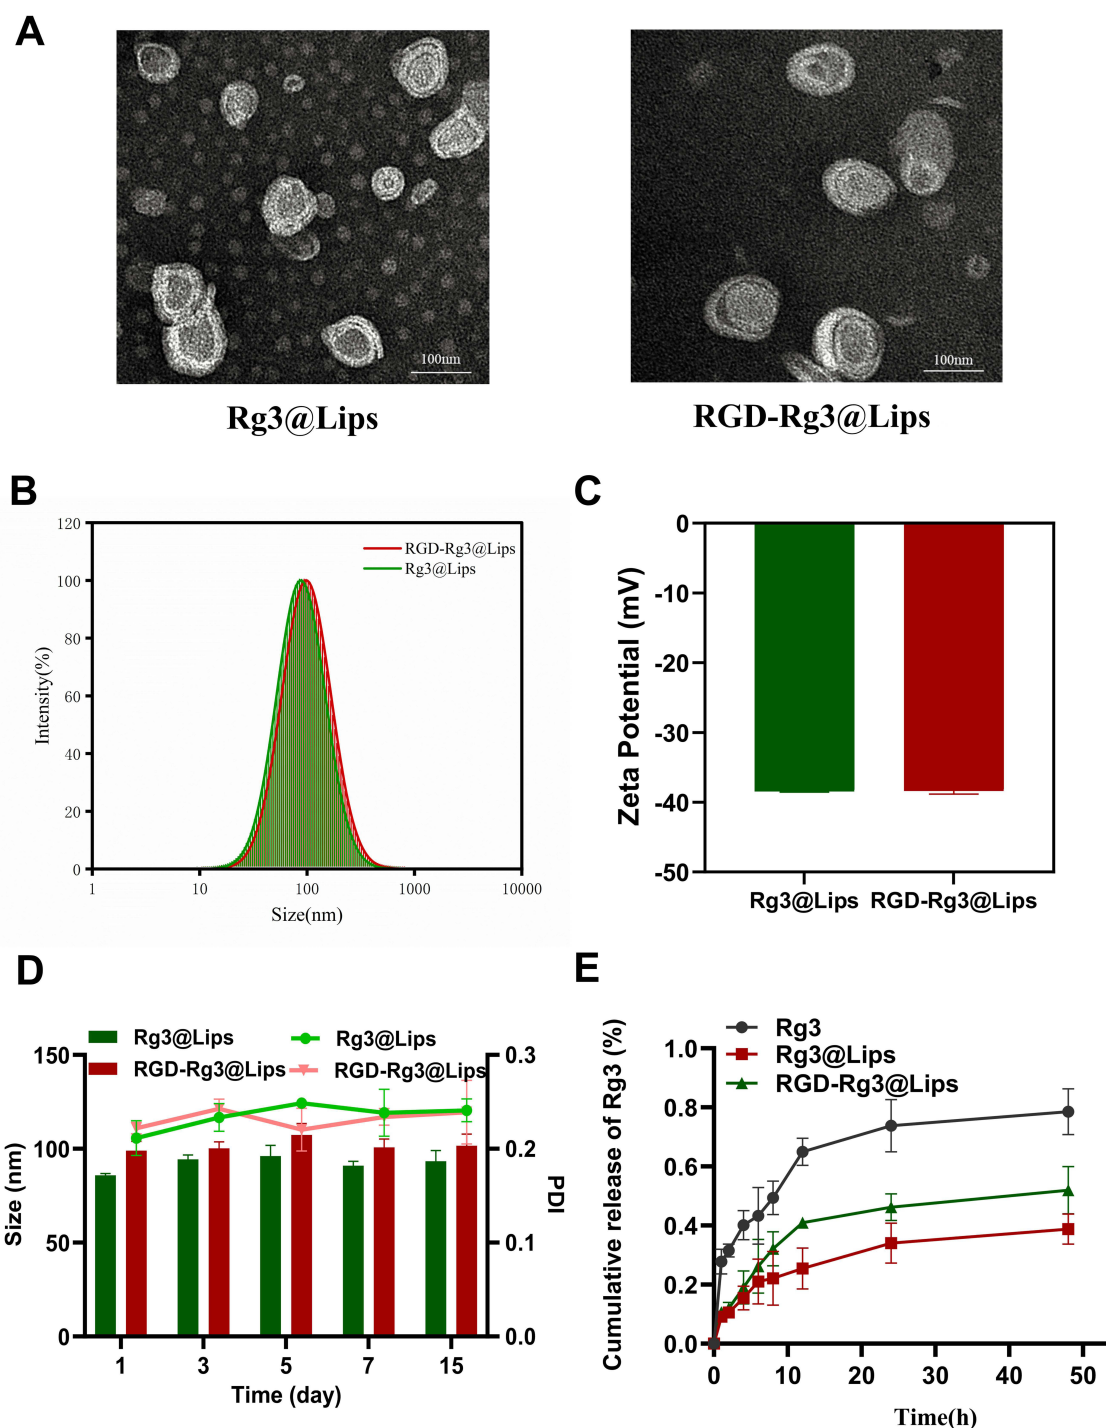 A
100nm
100nm
Rg3@Lips
RGD-Rg3@Lips
B
120
100
80
60
40
20
0
Intensity(%)
RGD-Rg3@Lips
Rg3@Lips
1
10
100
1000
10000
Size(nm)
C
0
-10
-20
-30
-40
-50
Zeta Potential (mV)
Rg3@Lips
RGD-Rg3@Lips
D
Rg3@Lips
RGD-Rg3@Lips
Rg3@Lips
RGD-Rg3@Lips
150
100
50
0
Size (nm)
0.3
0.2
0.1
0.0
PDI
1
3
5
7
15
Time (day)
E
Rg3
Rg3@Lips
RGD-Rg3@Lips
1.0
0.8
0.6
0.4
0.2
0.0
Cumulative release of Rg3 (%)
0
10
20
30
40
50
Time(h)